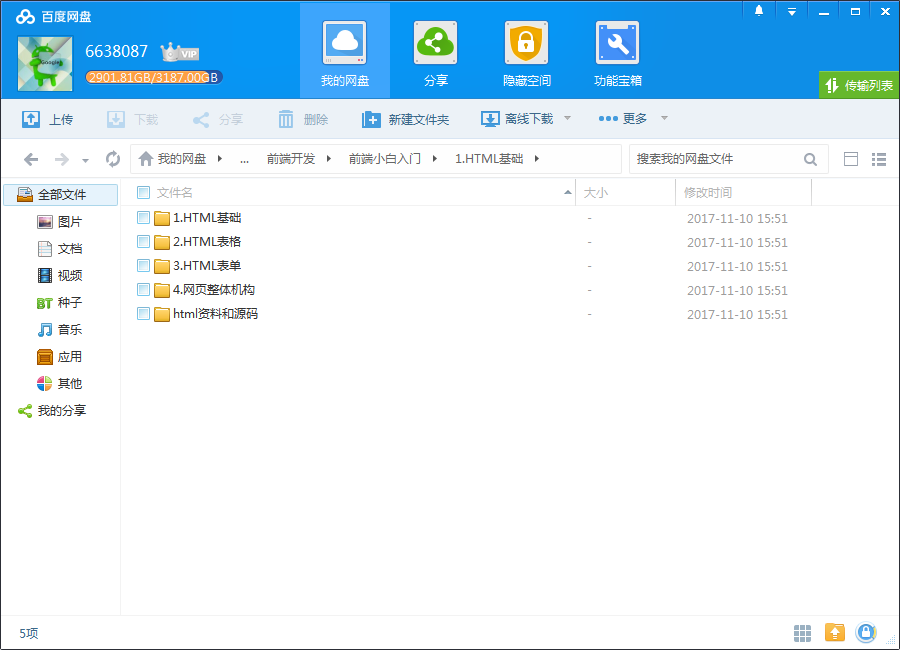 百度网盘
6638087 VIP
2901.81GB/3187.00GB
我的网盘 分享 隐藏空间 功能宝箱
传输列表
上传 下载 分享 删除 新建文件夹 离线下载 更多
我的网盘 ... 前端开发 前端小白入门 1.HTML基础 搜索我的网盘文件
全部文件 文件名 大小 修改时间
图片 1.HTML基础 - 2017-11-10 15:51
文档 2.HTML表格 - 2017-11-10 15:51
视频 3.HTML表单 - 2017-11-10 15:51
BT 种子 4.网页整体机构 - 2017-11-10 15:51
音乐 html资料和源码 - 2017-11-10 15:51
应用
其他
我的分享
5项